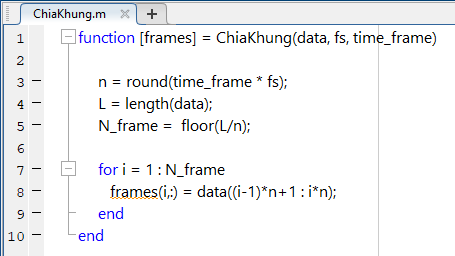 ChiaKhung.m
1 function [frames] = ChiaKhung(data, fs, time_frame)
2
3 n = round(time_frame * fs);
4 L = length(data);
5 N_frame = floor(L/n);
6
7 for i = 1 : N_frame
8 frames(i,:) = data((i-1)*n+1 : i*n);
9 end
10 end